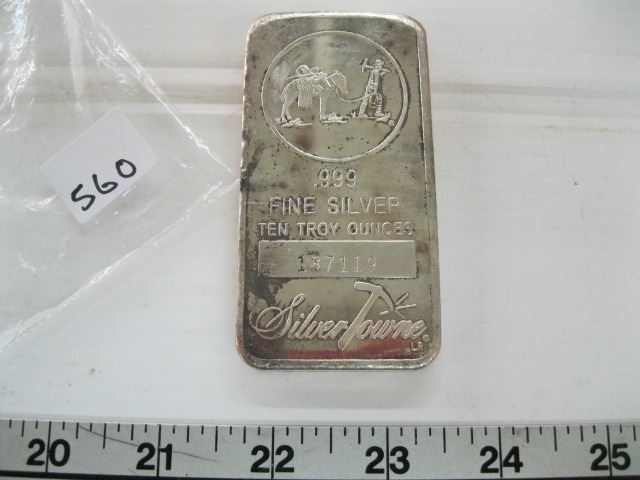 560
.999
FINE SILVER
TEN TROY OUNCES
137119
SilverTowne
L.P.
20 21 22 23 24 25